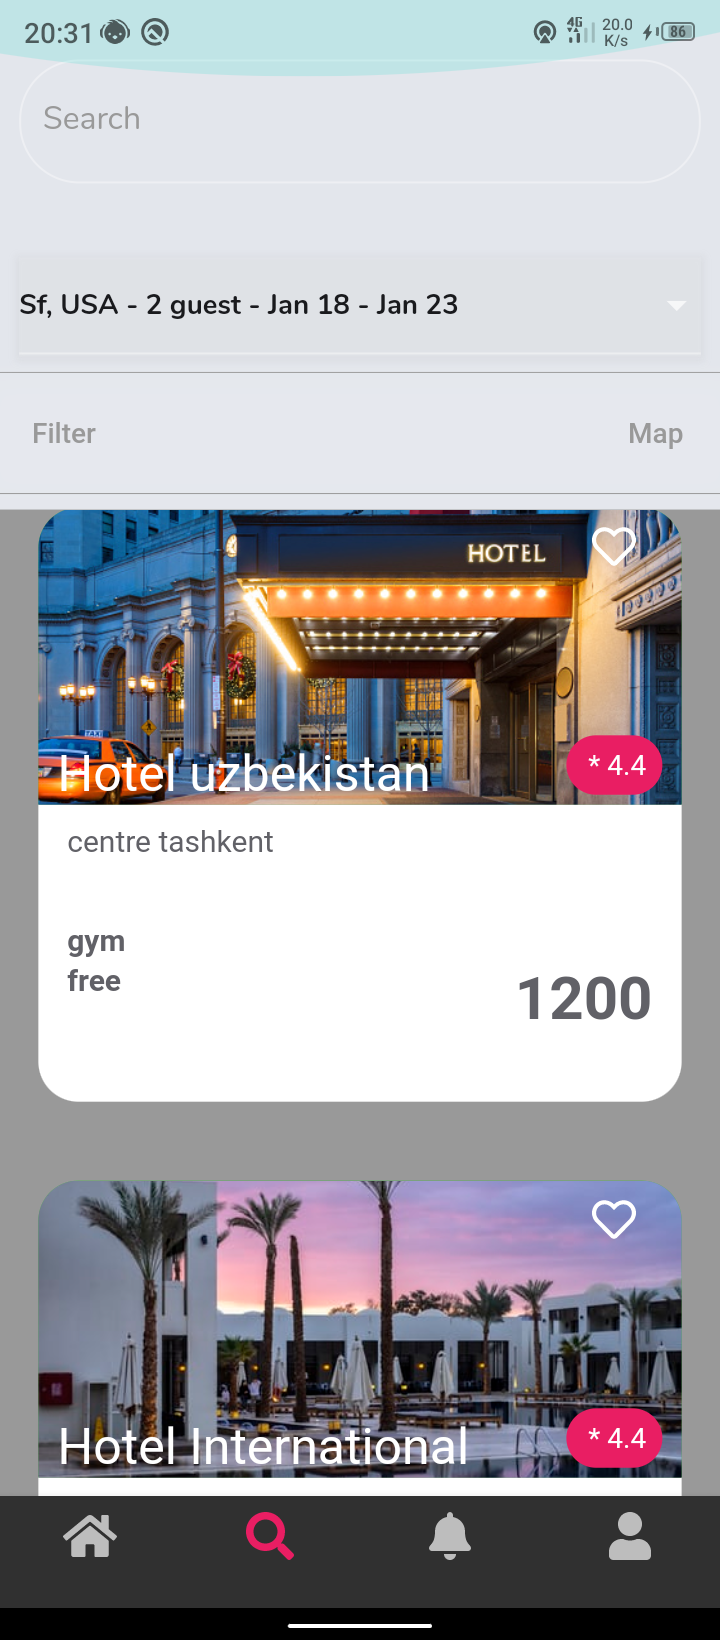 20:31
4G
20.0
K/s
86
Search
Sf, USA - 2 guest - Jan 18 - Jan 23
Filter
Map
HOTEL
TAXI
Hotel uzbekistan
* 4.4
centre tashkent
gym
free
1200
Hotel International
* 4.4